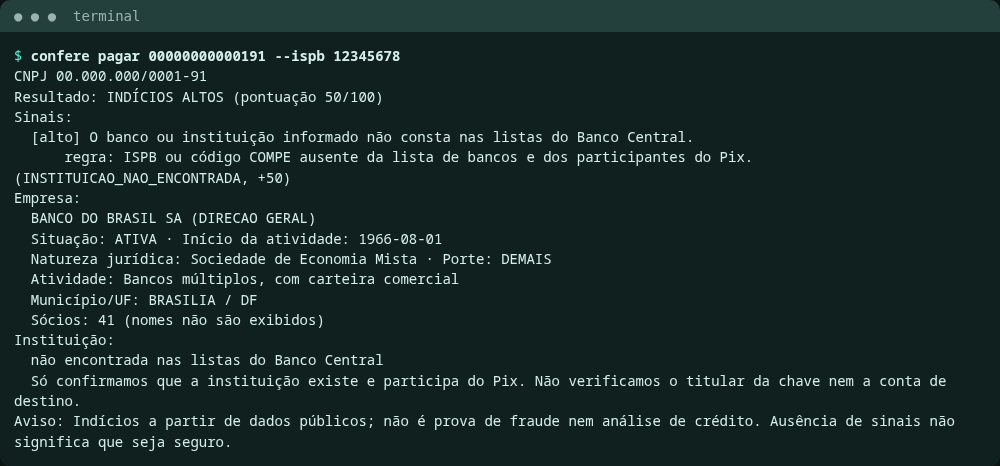 terminal
$ confere pagar 00000000000191 --ispb 12345678
CNPJ 00.000.000/0001-91
Resultado: INDÍCIOS ALTOS (pontuação 50/100)
Sinais:
[alto] O banco ou instituição informado não consta nas listas do Banco Central.
regra: ISPB ou código COMPE ausente da lista de bancos e dos participantes do Pix.
(INSTITUICAO_NAO_ENCONTRADA, +50)
Empresa:
BANCO DO BRASIL SA (DIRECAO GERAL)
Situação: ATIVA · Início da atividade: 1966-08-01
Natureza jurídica: Sociedade de Economia Mista · Porte: DEMAIS
Atividade: Bancos múltiplos, com carteira comercial
Município/UF: BRASILIA / DF
Sócios: 41 (nomes não são exibidos)
Instituição:
não encontrada nas listas do Banco Central
Só confirmamos que a instituição existe e participa do Pix. Não verificamos o titular da chave nem a conta de
destino.
Aviso: Indícios a partir de dados públicos; não é prova de fraude nem análise de crédito. Ausência de sinais não
significa que seja seguro.